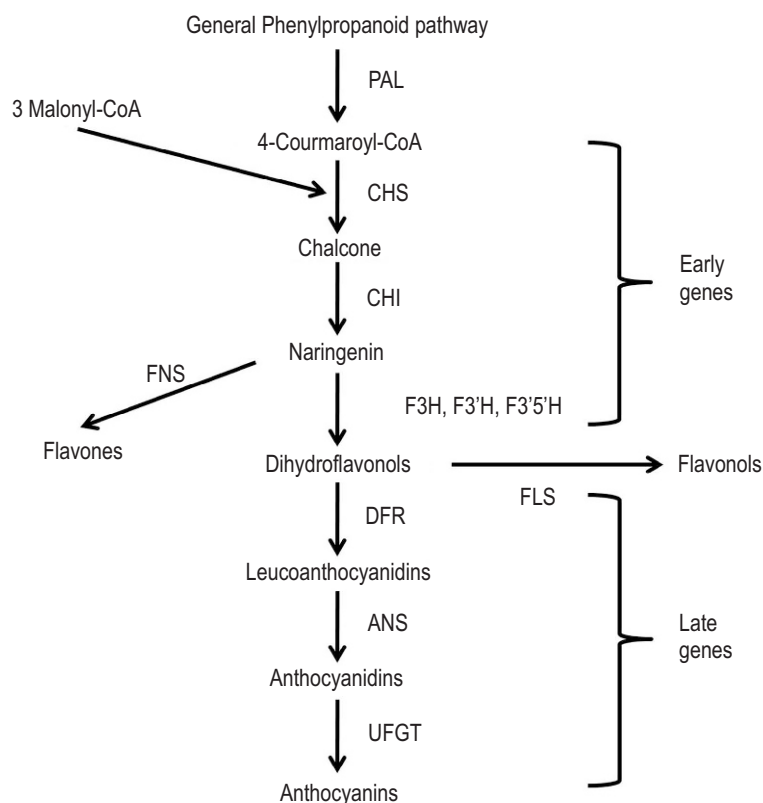 General Phenylpropanoid pathway
PAL
3 Malonyl-CoA
4-Courmaroyl-CoA
CHS
Chalcone
Early
genes
CHI
Naringenin
FNS
F3H, F3'H, F3'5'H
Flavones
Dihydroflavonols
Flavonols
FLS
DFR
Leucoanthocyanidins
ANS
Late
genes
Anthocyanidins
UFGT
Anthocyanins